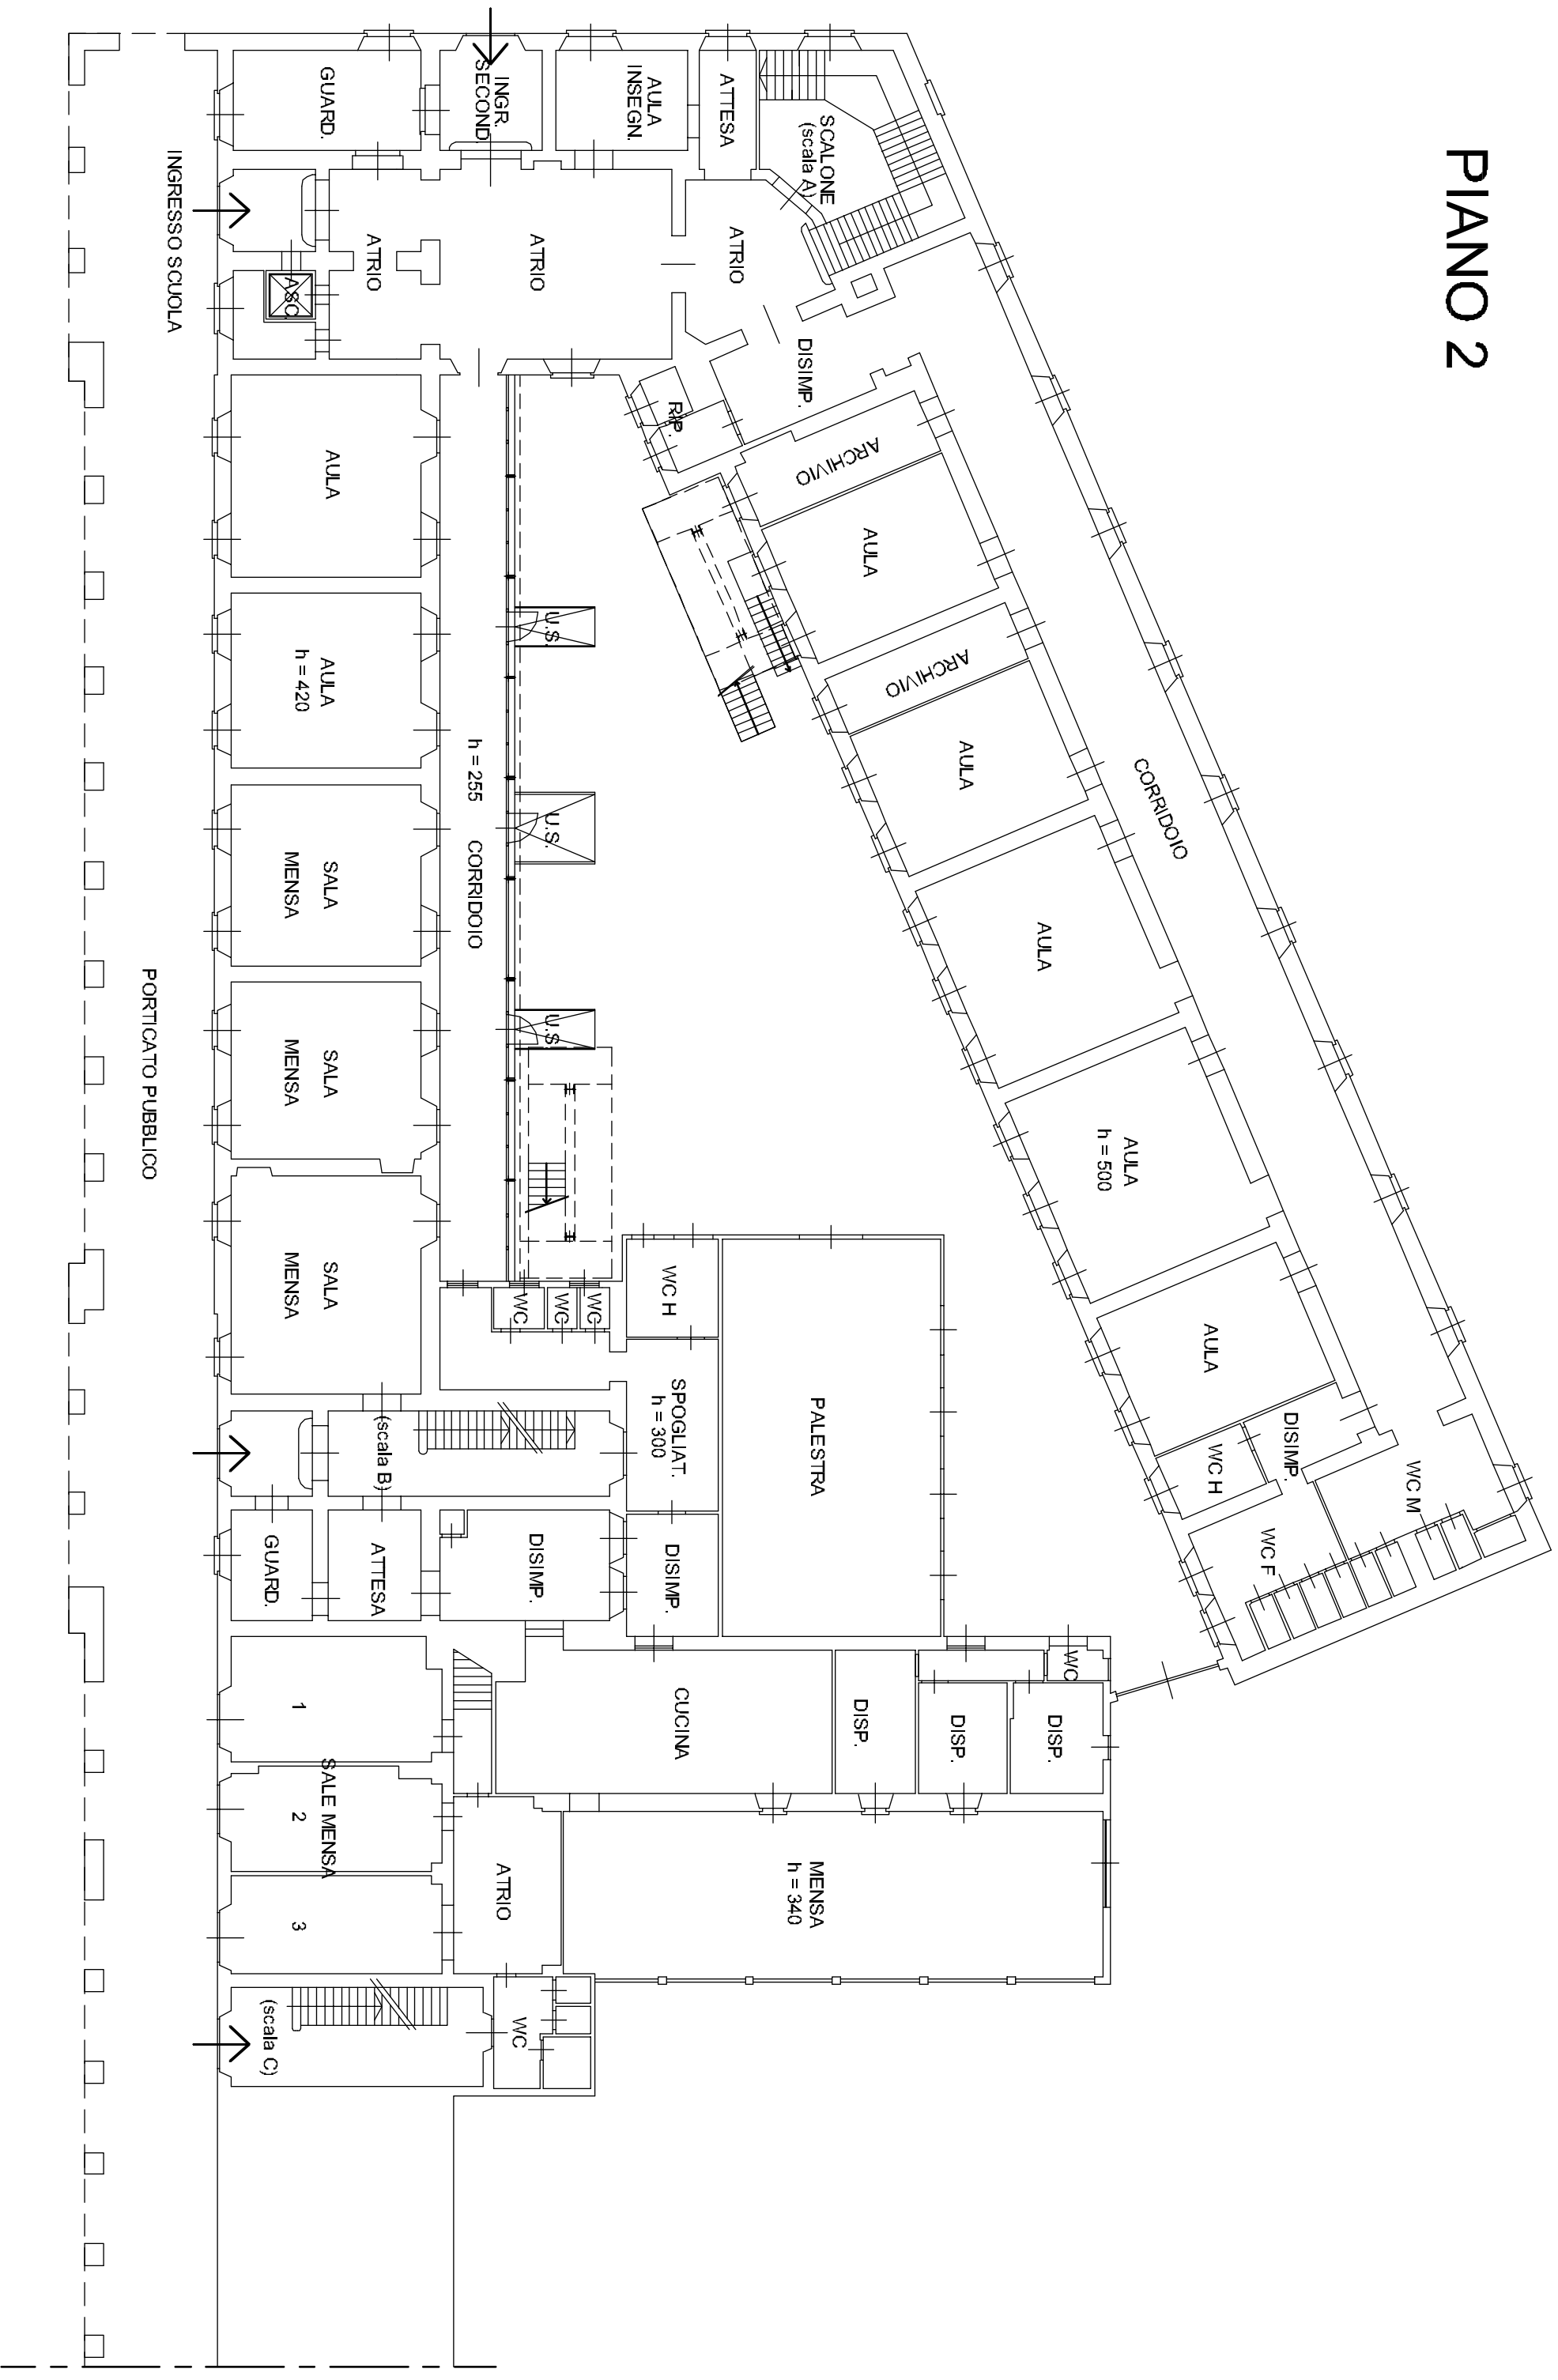 PIANO 2
SCALONE
(scala A)
ATTESA
AULA
INSEGN.
INGR.
SECOND.
GUARD.
INGRESSO SCUOLA
ATRIO
ATRIO
ATRIO
ASC.
DISIMP.
RIP.
ARCHIVIO
AULA
ARCHIVIO
AULA
CORRIDOIO
AULA
AULA
h = 500
AULA
DISIMP.
WC H
WC M
WC F
AULA
AULA
h = 420
SALA
MENSA
SALA
MENSA
SALA
MENSA
h = 255
CORRIDOIO
U.S.
U.S.
U.S.
PORTICATO PUBBLICO
WC
WC
WC
WC H
SPOGLIAT.
h = 300
PALESTRA
(scala B)
GUARD.
ATTESA
DISIMP.
DISIMP.
CUCINA
DISP.
DISP.
DISP.
WC
1
SALE MENSA
2
3
ATRIO
MENSA
h = 340
WC
(scala C)